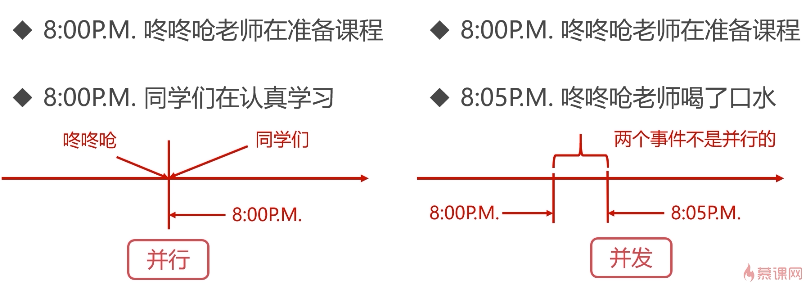 ◆ 8:00P.M. 咚咚呛老师在准备课程
◆ 8:00P.M. 同学们在认真学习
咚咚呛
同学们
8:00P.M.
并行
◆ 8:00P.M. 咚咚呛老师在准备课程
◆ 8:05P.M. 咚咚呛老师喝了口水
两个事件不是并行的
8:00P.M.
8:05P.M.
并发
慕课网